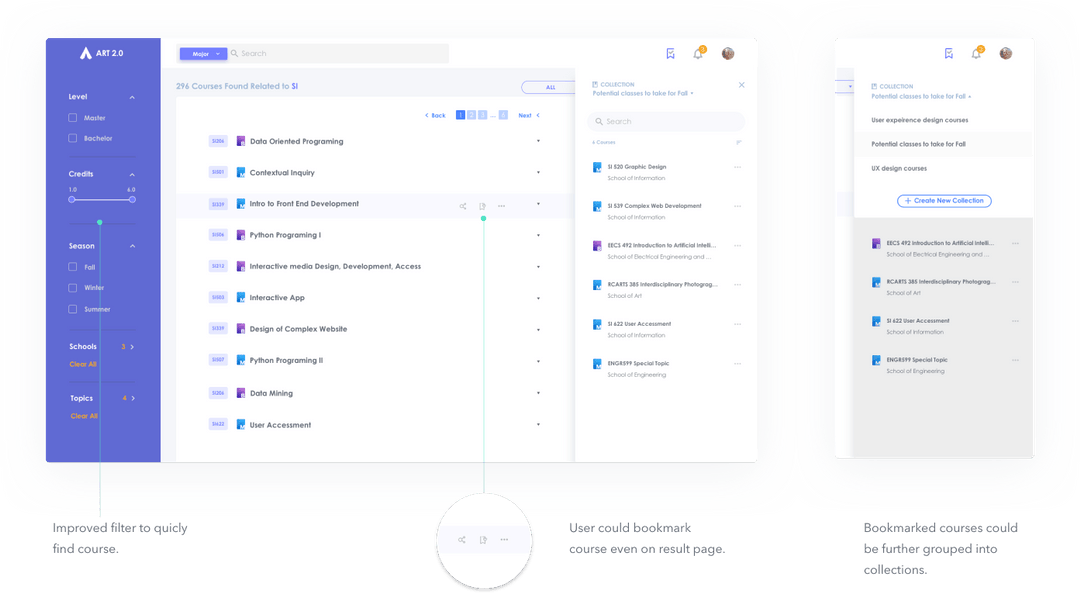 ART 2.0
Major
Search
Level
Master
Bachelor
Credits
1.0 6.0
Season
Fall
Winter
Summer
Schools 3
Clear All
Topics 4
Clear All
296 Courses Found Related to SI
ALL
Back 1 2 3 ... 6 Next
SI206 Data Oriented Programing
SI501 Contextual Inquiry
SI539 Intro to Front End Development
SI506 Python Programing I
Interactive media Design, Development, Access
Interactive App
SI539 Design of Complex Website
SI507 Python Programing II
Data Mining
SI622 User Accessment
COLLECTION
Potential classes to take for Fall
Search
6 Courses
SI 520 Graphic Design
School of Information
SI 539 Complex Web Development
School of Information
EECS 492 Introduction to Artificial Intelli...
School of Electrical Engineering and ...
RCARTS 385 Interdisciplinary Photograg...
School of Art
SI 622 User Accessment
School of Information
ENGR599 Special Topic
School of Engineering
COLLECTION
Potential classes to take for Fall
User expeirence design courses
Potential classes to take for Fall
UX design courses
+ Create New Collection
EECS 492 Introduction to Artificial Intelli...
School of Electrical Engineering and ...
RCARTS 385 Interdisciplinary Photograg...
School of Art
SI 622 User Accessment
School of Information
ENGR599 Special Topic
School of Engineering
Improved filter to quicly
find course.
User could bookmark
course even on result page.
Bookmarked courses could
be further grouped into
collections.